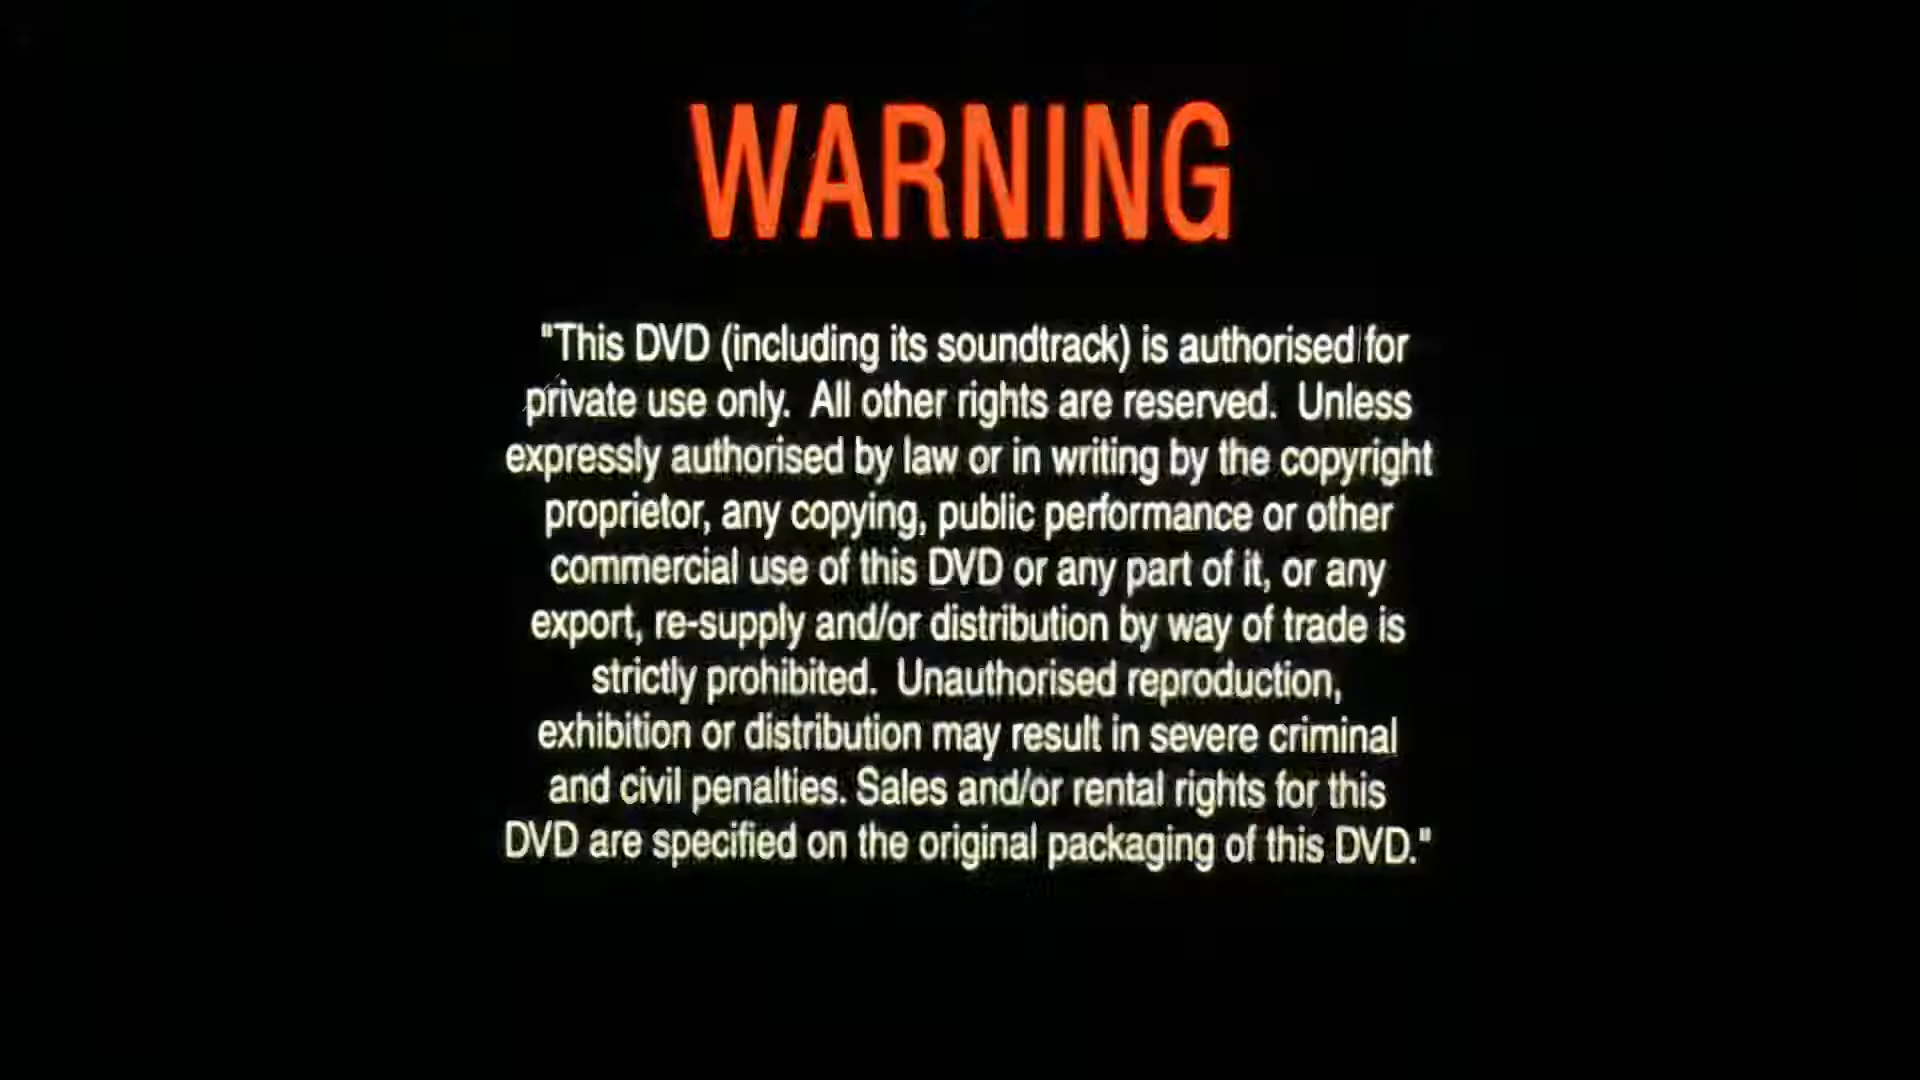 WARNING
"This DVD (including its soundtrack) is authorised for
private use only.  All other rights are reserved.  Unless
expressly authorised by law or in writing by the copyright
proprietor, any copying, public performance or other
commercial use of this DVD or any part of it, or any
export, re-supply and/or distribution by way of trade is
strictly prohibited.  Unauthorised reproduction,
exhibition or distribution may result in severe criminal
and civil penalties. Sales and/or rental rights for this
DVD are specified on the original packaging of this DVD."